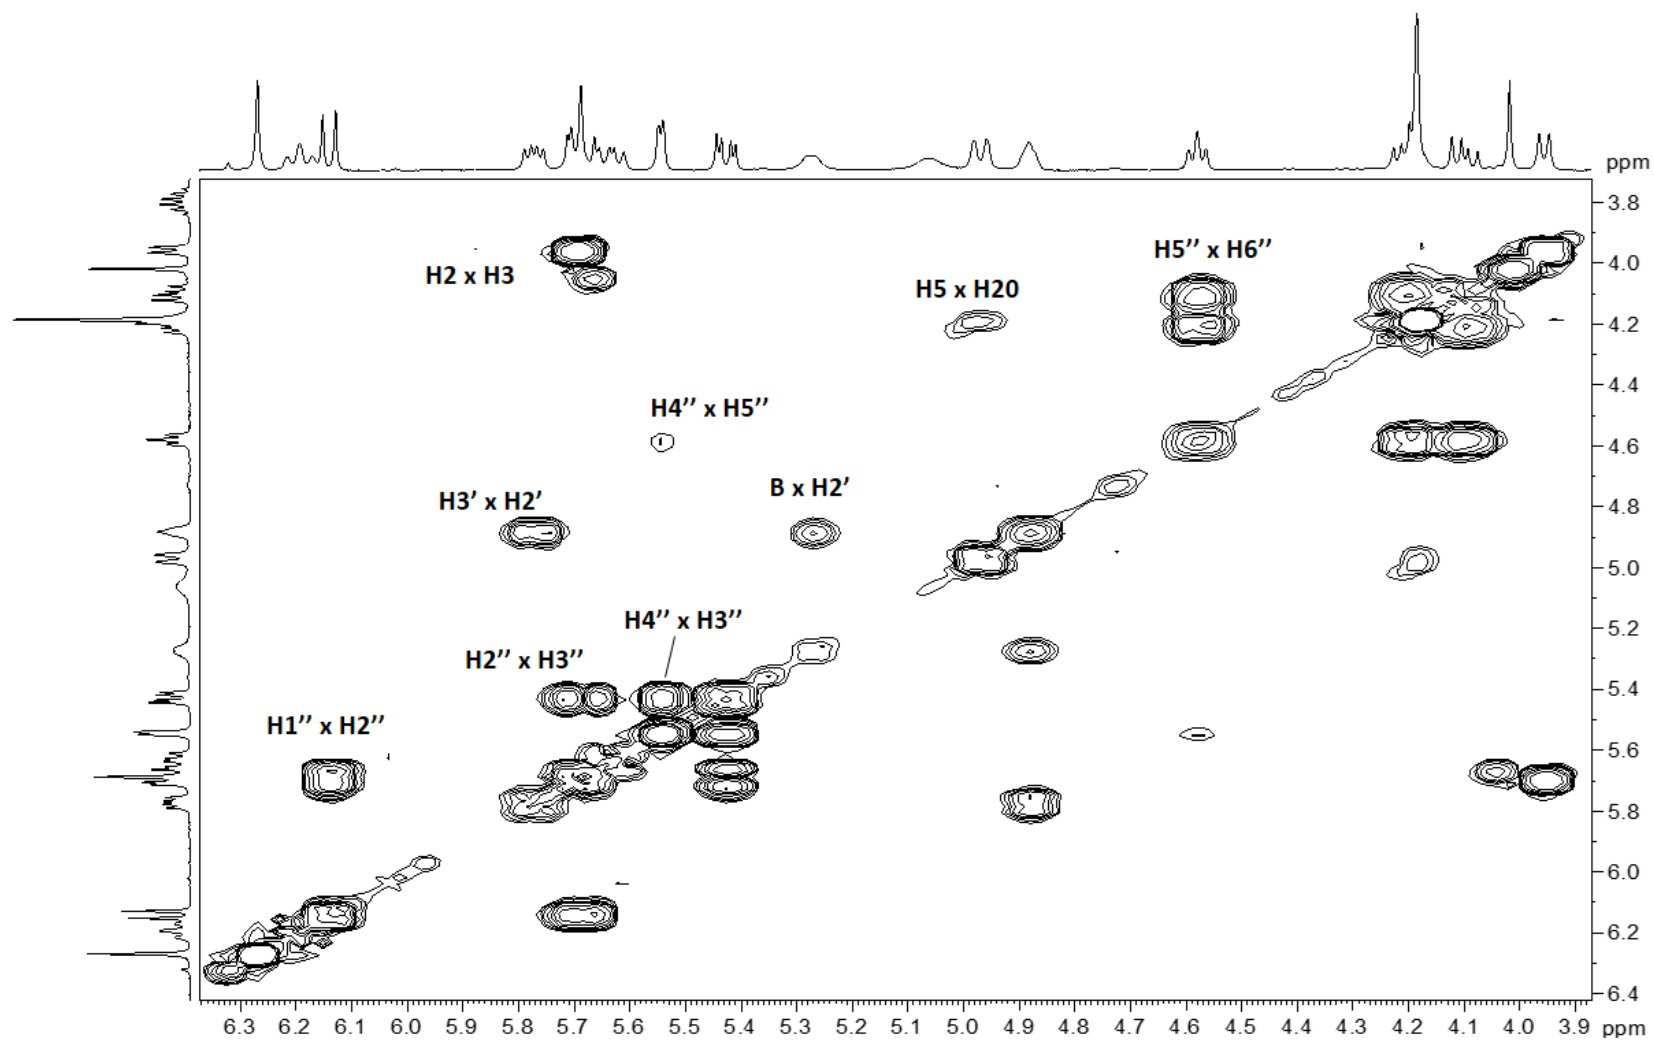 ppm
3.8
H5’’ x H6’’
H2 x H3
4.0
H5 x H20
4.2
4.4
H4’’ x H5’’
4.6
H3’ x H2’
B x H2’
4.8
5.0
H4’’ x H3’’
5.2
H2’’ x H3’’
5.4
H1’’ x H2’’
5.6
5.8
6.0
6.2
6.4
6.3 6.2 6.1 6.0 5.9 5.8 5.7 5.6 5.5 5.4 5.3 5.2 5.1 5.0 4.9 4.8 4.7 4.6 4.5 4.4 4.3 4.2 4.1 4.0 3.9 ppm